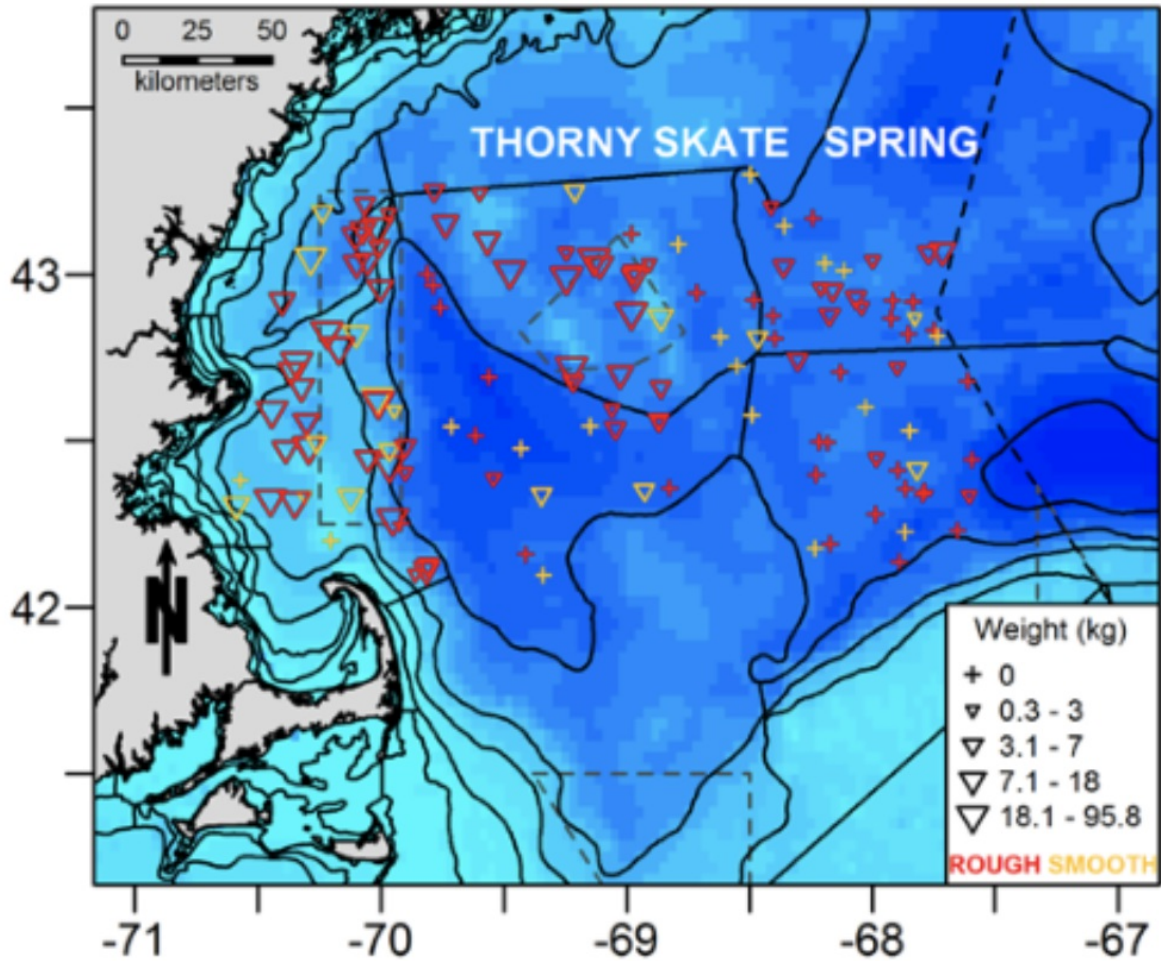 0 25 50
kilometers
THORNY SKATE SPRING
43
42
N
Weight (kg)
0
0.3 - 3
3.1 - 7
7.1 - 18
18.1 - 95.8
ROUGH SMOOTH
-71 -70 -69 -68 -67